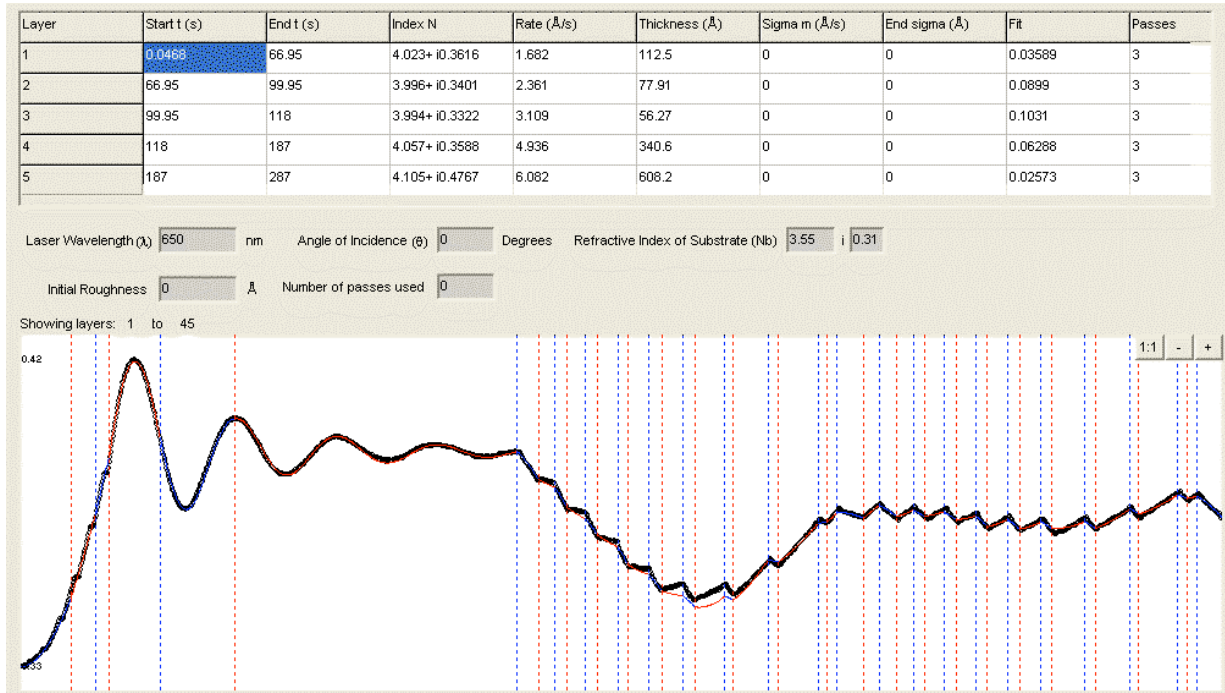 Layer Start t (s) End t (s) Index N Rate (Å/s) Thickness (Å) Sigma m (Å/s) End sigma (Å) Fit Passes
1 0.0468 66.95 4.023+ i0.3616 1.682 112.5 0 0 0.03589 3
2 66.95 99.95 3.996+ i0.3401 2.361 77.91 0 0 0.0899 3
3 99.95 118 3.994+ i0.3322 3.109 56.27 0 0 0.1031 3
4 118 187 4.057+ i0.3588 4.936 340.6 0 0 0.06288 3
5 187 287 4.105+ i0.4767 6.082 608.2 0 0 0.02573 3
Laser Wavelength (λ) 650 nm Angle of Incidence (θ) 0 Degrees Refractive Index of Substrate (Nb) 3.55 i 0.31
Initial Roughness 0 Å Number of passes used 0
Showing layers: 1 to 45
1:1 - +
0.42
0.33